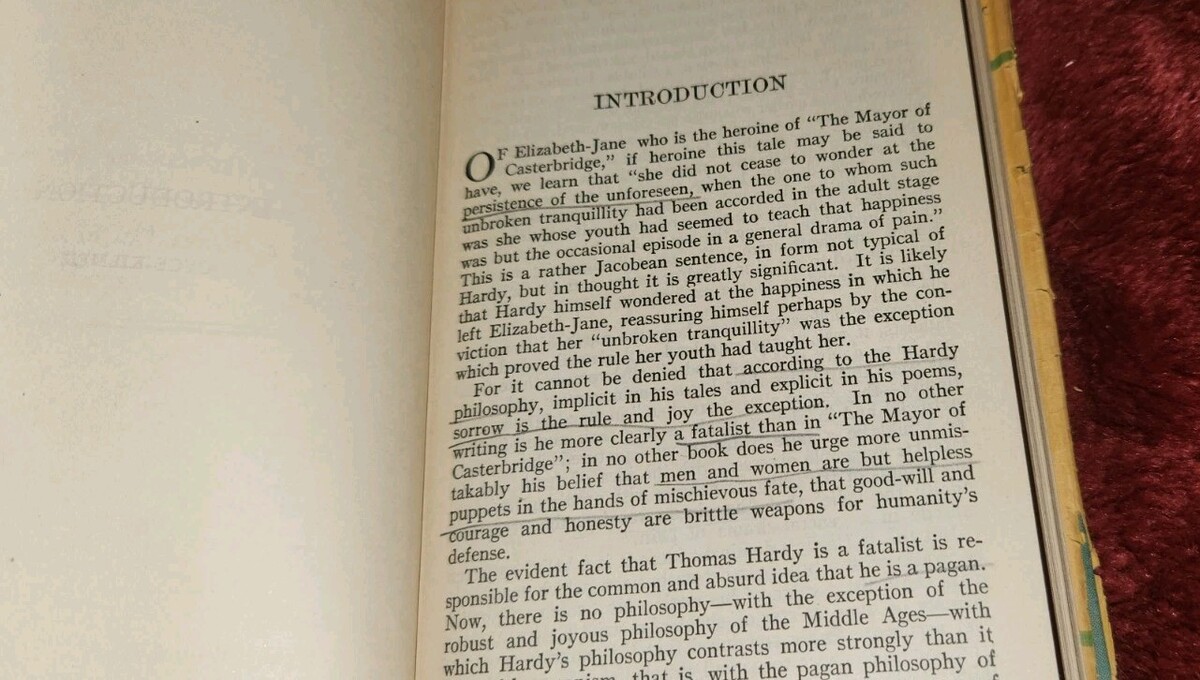 INTRODUCTION
OF Elizabeth-Jane who is the heroine of "The Mayor of
Casterbridge," if heroine this tale may be said to
have, we learn that "she did not cease to wonder at the
persistence of the unforeseen, when the one to whom such
unbroken tranquillity had been accorded in the adult stage
was she whose youth had seemed to teach that happiness
was but the occasional episode in a general drama of pain."
This is a rather Jacobean sentence, in form not typical of
Hardy, but in thought it is greatly significant. It is likely
that Hardy himself wondered at the happiness in which he
left Elizabeth-Jane, reassuring himself perhaps by the con-
viction that her "unbroken tranquillity" was the exception
which proved the rule her youth had taught her.
For it cannot be denied that according to the Hardy
philosophy, implicit in his tales and explicit in his poems,
sorrow is the rule and joy the exception. In no other
writing is he more clearly a fatalist than in "The Mayor of
Casterbridge"; in no other book does he urge more unmis-
takably his belief that men and women are but helpless
puppets in the hands of mischievous fate, that good-will and
courage and honesty are brittle weapons for humanity's
defense.
The evident fact that Thomas Hardy is a fatalist is re-
sponsible for the common and absurd idea that he is a pagan.
Now, there is no philosophy—with the exception of the
robust and joyous philosophy of the Middle Ages—with
which Hardy's philosophy contrasts more strongly than it
that is, with the pagan philosophy of